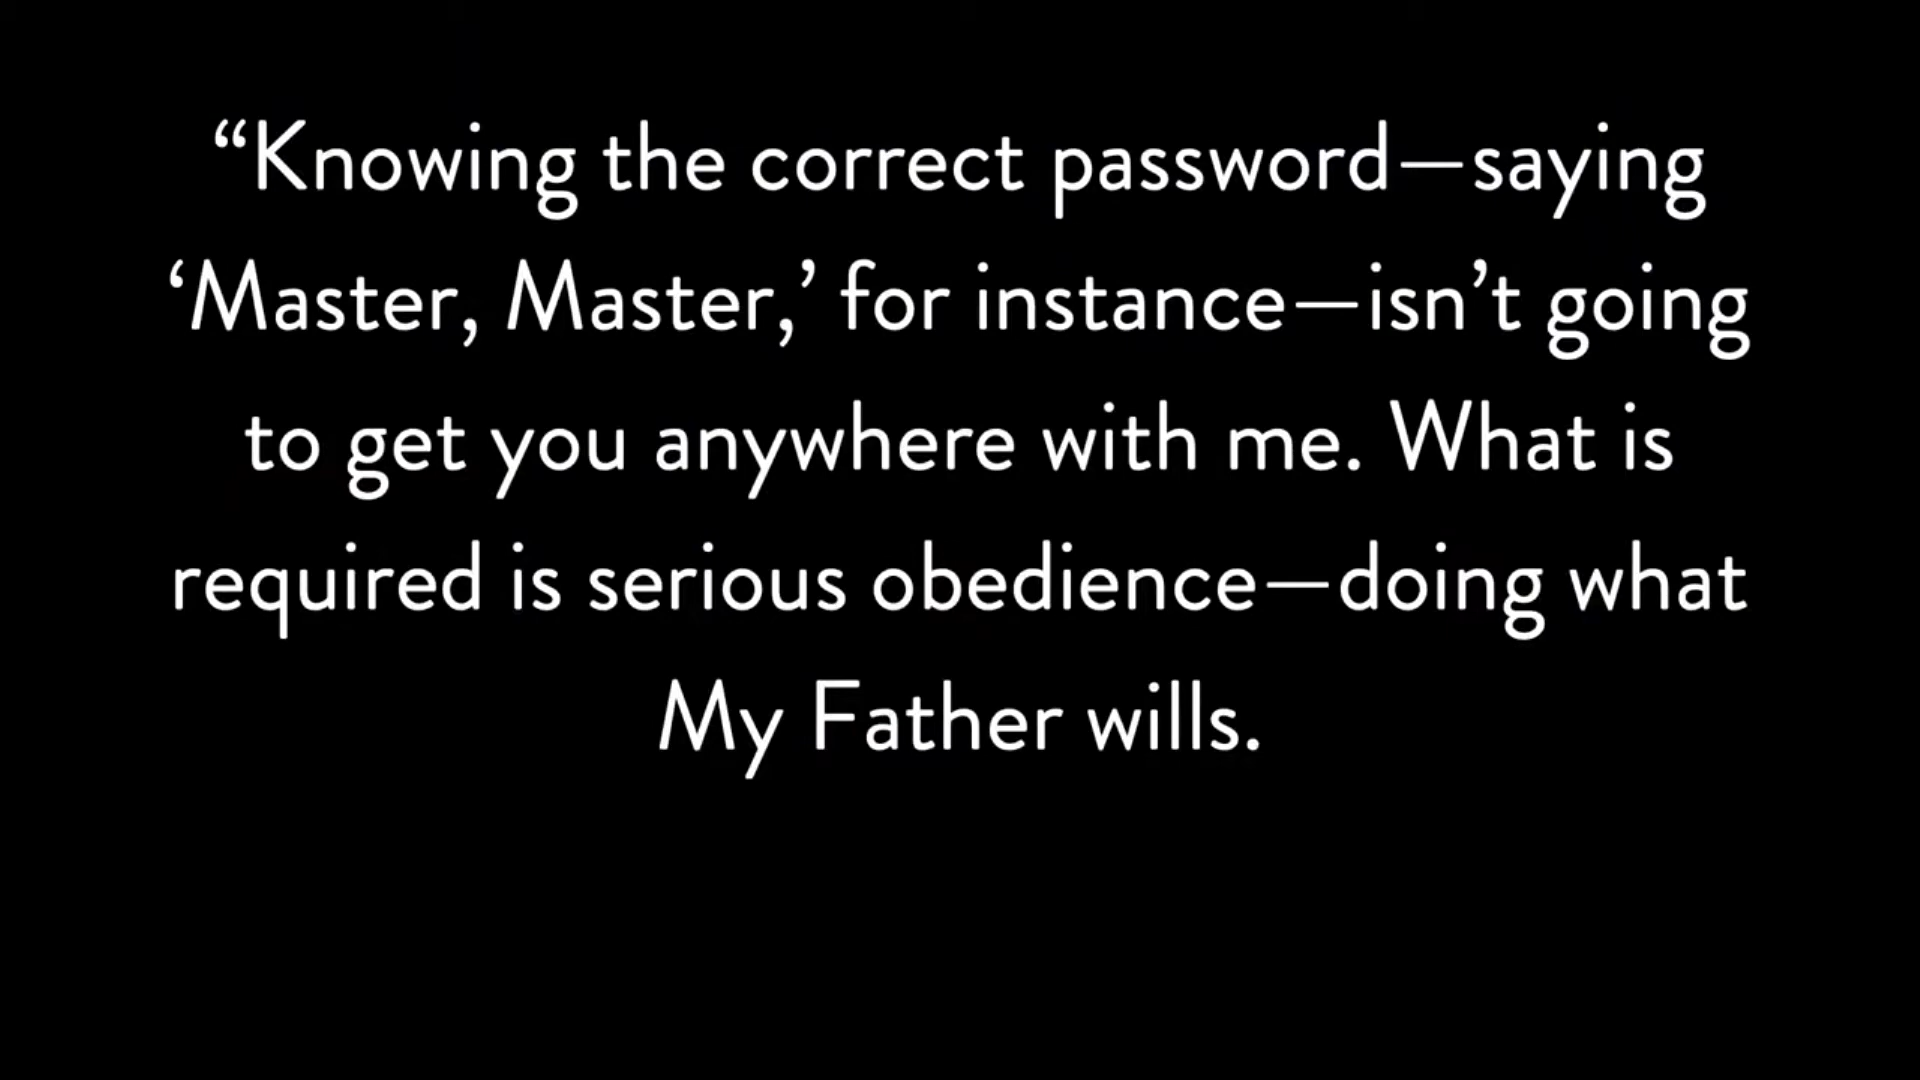 “Knowing the correct password—saying
‘Master, Master,’ for instance—isn’t going
to get you anywhere with me. What is
required is serious obedience—doing what
My Father wills.